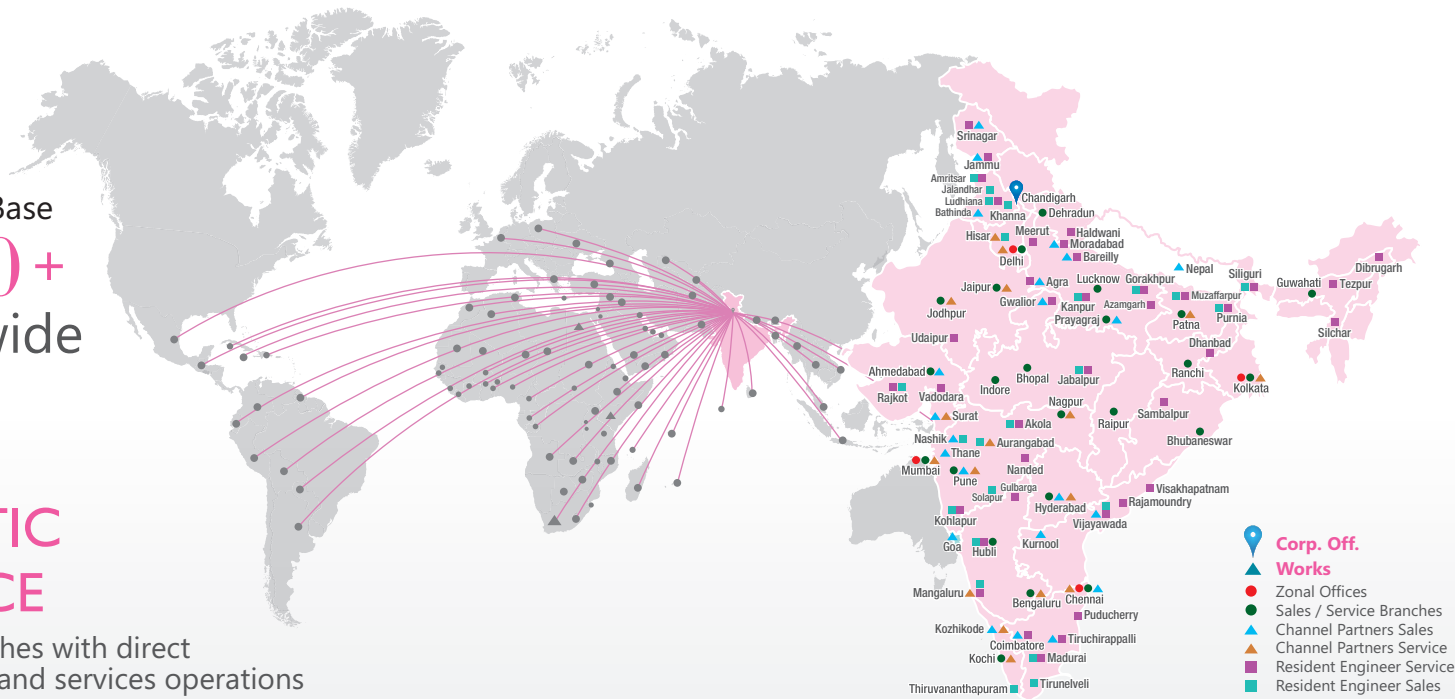 Base
0+
wide
TIC
CE
hes with direct
and services operations
Srinagar
Jammu
Amritsar
Jalandhar
Ludhiana
Bathinda
Khanna
Chandigarh
Dehradun
Hisar
Meerut
Haldwani
Moradabad
Bareilly
Delhi
Nepal
Siliguri
Dibrugarh
Guwahati
Tezpur
Silchar
Jaipur
Agra
Lucknow
Gorakhpur
Jodhpur
Gwalior
Kanpur
Azamgarh
Muzaffarpur
Purnia
Prayagraj
Patna
Udaipur
Dhanbad
Ahmedabad
Bhopal
Indore
Jabalpur
Ranchi
Kolkata
Rajkot
Vadodara
Nagpur
Surat
Akola
Raipur
Sambalpur
Bhubaneswar
Nashik
Aurangabad
Thane
Mumbai
Nanded
Pune
Gulbarga
Solapur
Visakhapatnam
Rajamoundry
Hyderabad
Vijayawada
Kohlapur
Goa
Hubli
Kurnool
Mangaluru
Bengaluru
Chennai
Puducherry
Kozhikode
Coimbatore
Tiruchirappalli
Kochi
Madurai
Thiruvananthapuram
Tirunelveli
Corp. Off.
Works
Zonal Offices
Sales / Service Branches
Channel Partners Sales
Channel Partners Service
Resident Engineer Service
Resident Engineer Sales